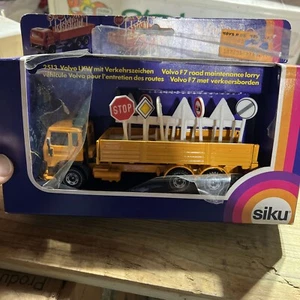 2513 Volvo LKW mit Verkehrszeichen
Volvo F7 road maintenance lorry
véhicule Volvo pour l'entretien des routes
Volvo F7 met verkeersborden
STOP
siku